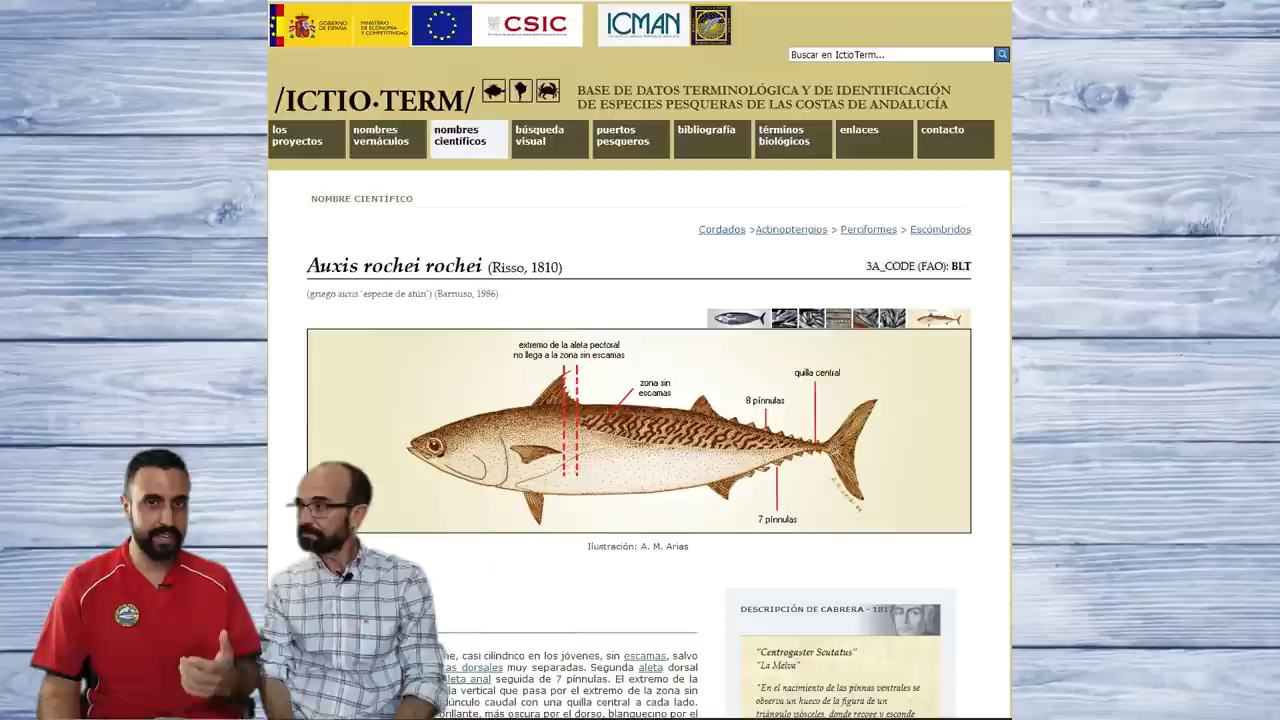 GOBIERNO
DE ESPAÑA
MINISTERIO
DE ECONOMÍA
Y COMPETITIVIDAD
CSIC
ICMAN
Buscar en IctioTerm...
/ICTIO·TERM/
BASE DE DATOS TERMINOLÓGICA Y DE IDENTIFICACIÓN
DE ESPECIES PESQUERAS DE LAS COSTAS DE ANDALUCÍA
los
proyectos
nombres
vernáculos
nombres
científicos
búsqueda
visual
puertos
pesqueros
bibliografía
términos
biológicos
enlaces
contacto
NOMBRE CIENTÍFICO
Cordados >Actinopterigios > Perciformes > Escómbridos
Auxis rochei rochei (Risso, 1810)
3A_CODE (FAO): BLT
(griego auxis 'especie de atún') (Barnuso, 1986)
extremo de la aleta pectoral
no llega a la zona sin escamas
zona sin
escamas
8 pínnulas
quilla central
7 pínnulas
Ilustración: A. M. Arias
, casi cilíndrico en los jóvenes, sin escamas, salvo
dorsales muy separadas. Segunda aleta dorsal
anal seguida de 7 pínnulas. El extremo de la
la vertical que pasa por el extremo de la zona sin
caudal con una quilla central a cada lado.
, más oscura por el dorso, blanquecino por el
DESCRIPCIÓN DE CABRERA - 1817
"Centrogaster Scutatus"
"La Melva"
"En el nacimiento de las pinnas ventrales se
observa un hueco de la figura de un
triángulo isósceles, donde recoge y esconde